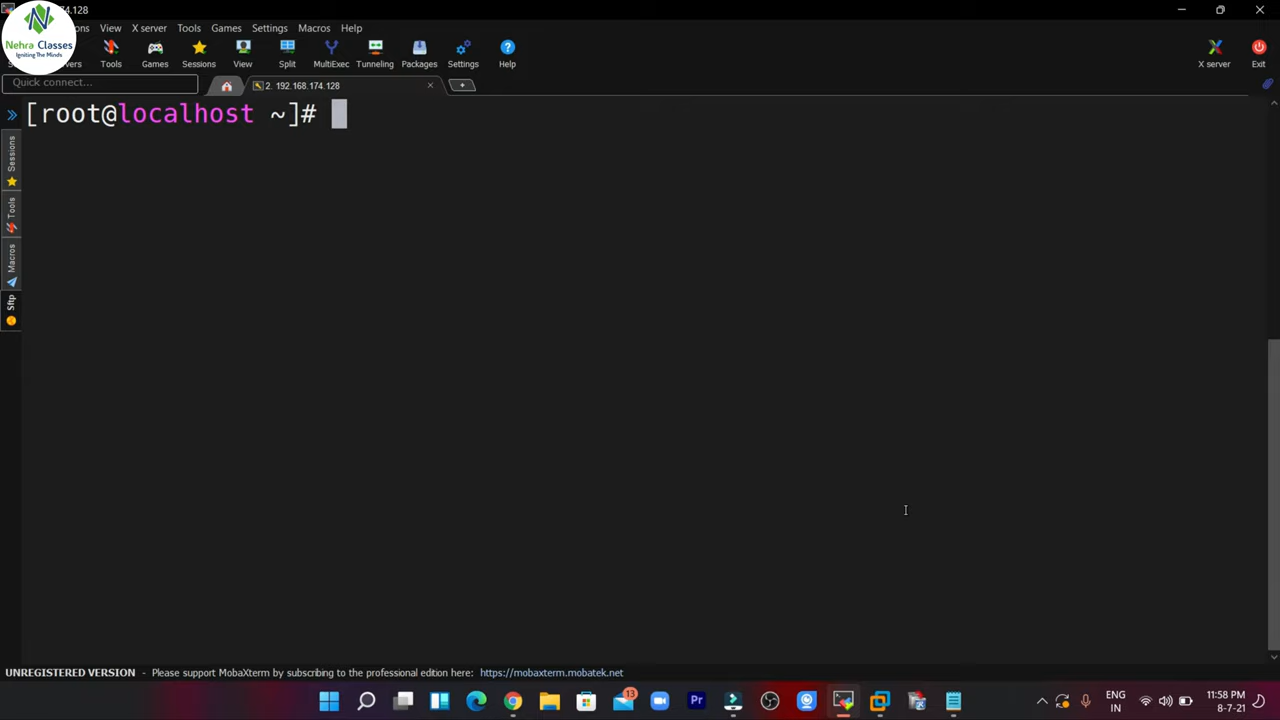 74.128
ons View X server Tools Games Settings Macros Help
Nehra Classes
Igniting The Minds
Tools Games Sessions View Split MultiExec Tunneling Packages Settings Help X server Exit
Quick connect... 2. 192.168.174.128
[root@localhost ~]#
Sessions
Tools
Macros
Sftp
UNREGISTERED VERSION - Please support MobaXterm by subscribing to the professional edition here: https://mobaxterm.mobatek.net
13
Pr
ENG
IN
11:58 PM
8-7-21